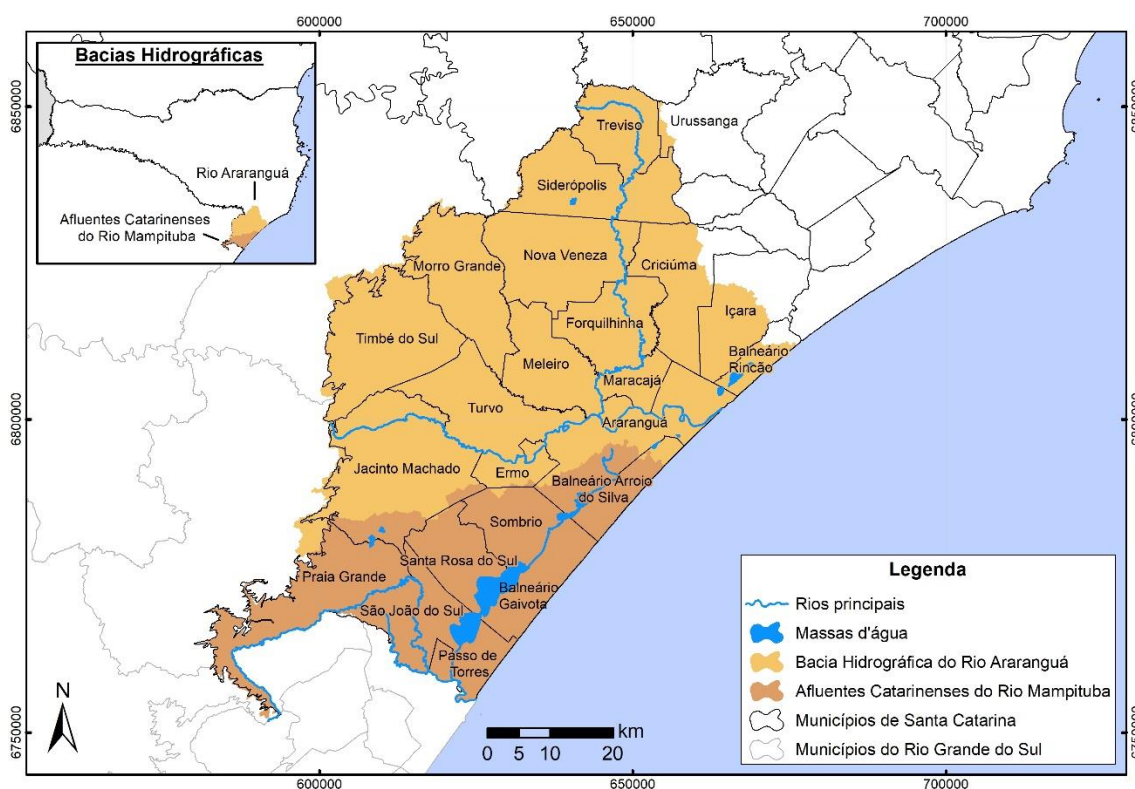 600000
650000
700000
Bacias Hidrográficas
Rio Araranguá
Afluentes Catarinenses
do Rio Mampituba
6850000
6850000
Treviso
Urussanga
Siderópolis
Morro Grande
Nova Veneza
Criciúma
Timbé do Sul
Forquilhinha
Içara
Meleiro
Balneário
Rincão
Maracajá
Turvo
6800000
Araranguá
6800000
Jacinto Machado
Ermo
Balneário Arroio
do Silva
Sombrio
Santa Rosa do Sul
Praia Grande
Balneário
Gaivota
São João do Sul
Passo de
Torres
Legenda
Rios principais
Massas d'água
Bacia Hidrográfica do Rio Araranguá
Afluentes Catarinenses do Rio Mampituba
Municípios de Santa Catarina
Municípios do Rio Grande do Sul
N
km
0 5 10 20
6750000
6750000
600000
650000
700000